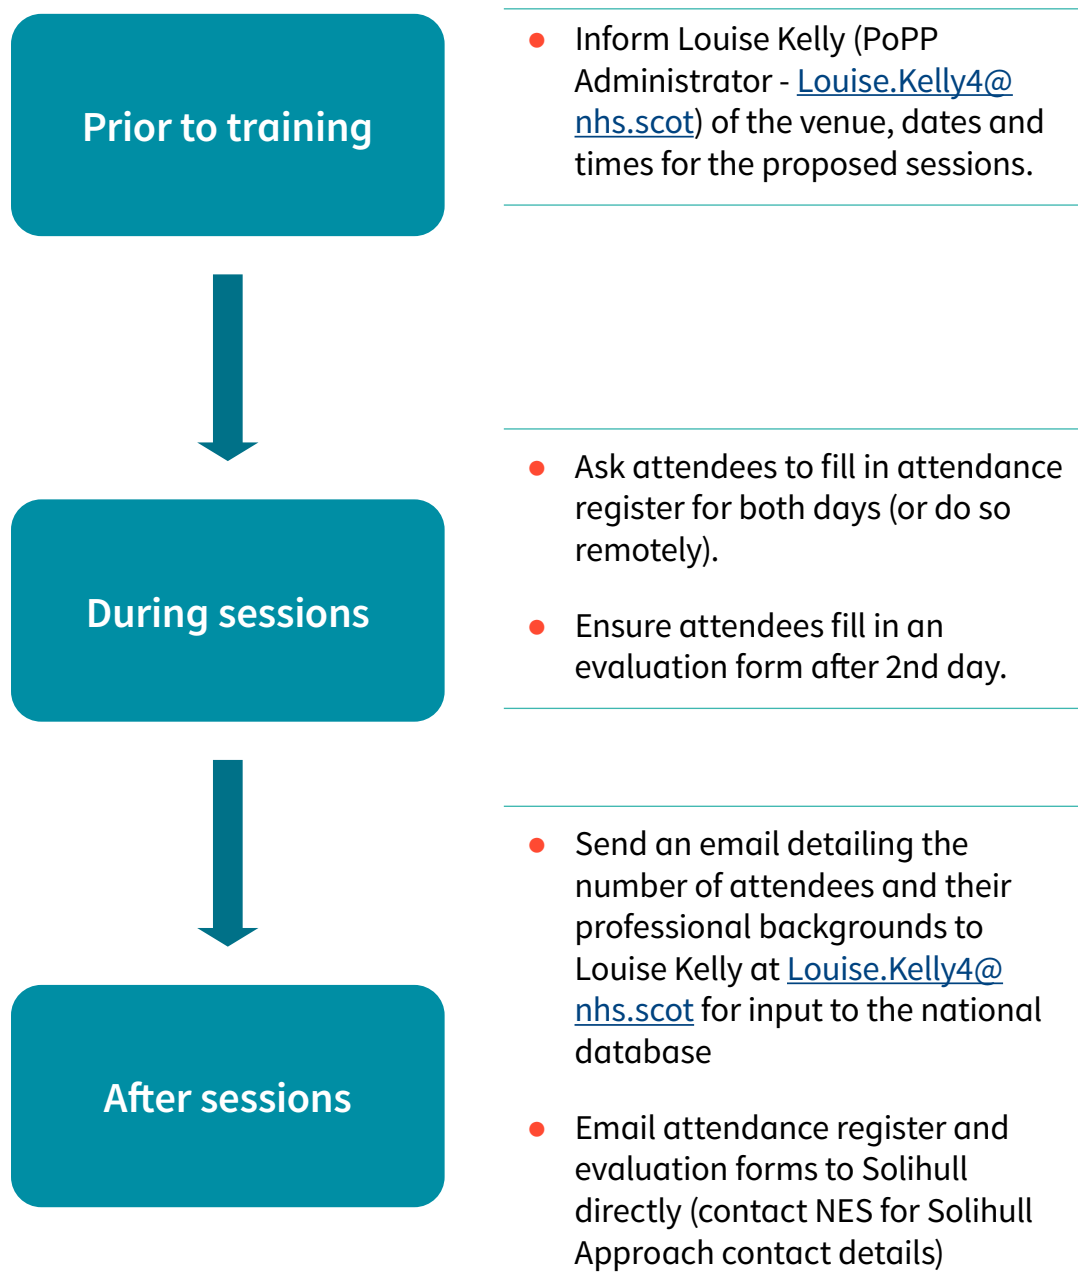 Prior to training
Inform Louise Kelly (PoPP
Administrator - Louise.Kelly4@
nhs.scot) of the venue, dates and
times for the proposed sessions.
During sessions
Ask attendees to fill in attendance
register for both days (or do so
remotely).
Ensure attendees fill in an
evaluation form after 2nd day.
After sessions
Send an email detailing the
number of attendees and their
professional backgrounds to
Louise Kelly at Louise.Kelly4@
nhs.scot for input to the national
database
Email attendance register and
evaluation forms to Solihull
directly (contact NES for Solihull
Approach contact details)